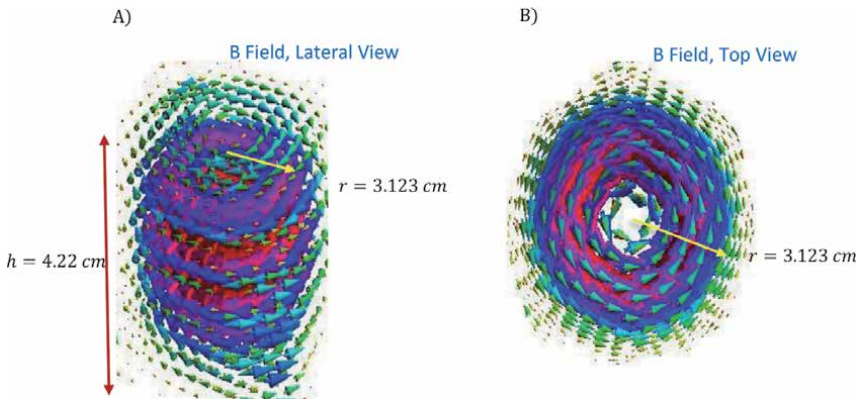 A)
B Field, Lateral View
r = 3.123 cm
h = 4.22 cm
B)
B Field, Top View
r = 3.123 cm